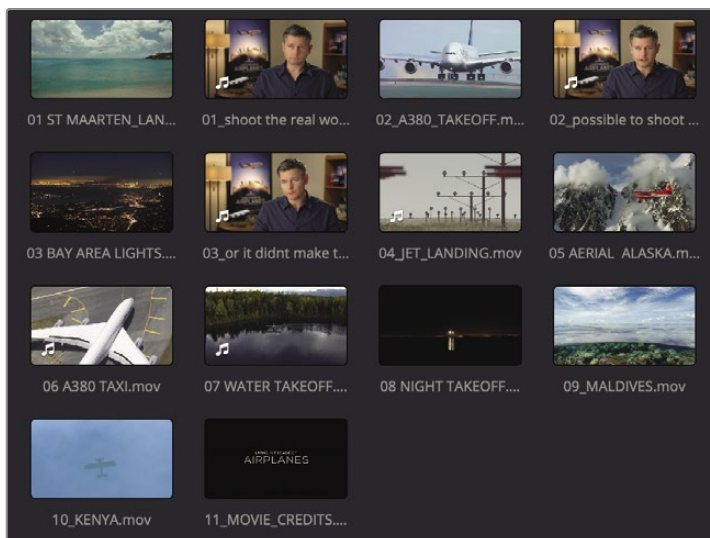 01 ST MAARTEN_LAN...
01_shoot the real wo...
02_A380_TAKEOFF.m...
02_possible to shoot ...
03 BAY AREA LIGHTS....
03_or it didnt make t...
04_JET_LANDING.mov
05 AERIAL ALASKA.m...
06 A380 TAXI.mov
07 WATER TAKEOFF....
08 NIGHT TAKEOFF....
09_MALDIVES.mov
AIRPLANES
10_KENYA.mov
11_MOVIE_CREDITS....